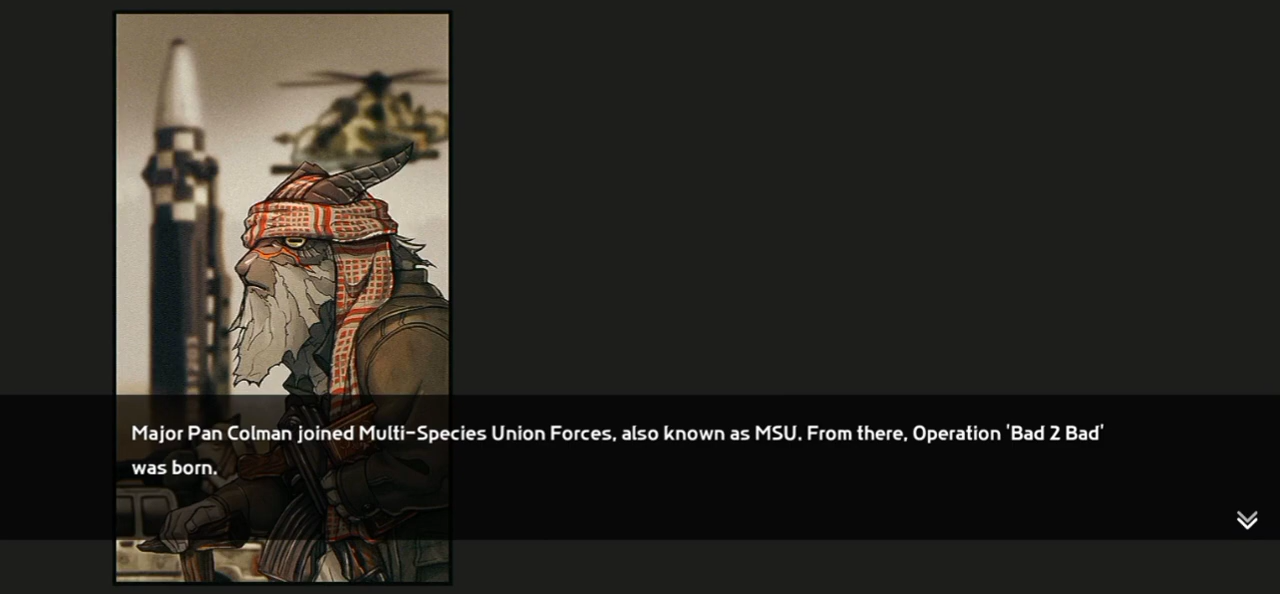 Major Pan Colman joined Multi-Species Union Forces, also known as MSU. From there, Operation 'Bad 2 Bad'
was born.